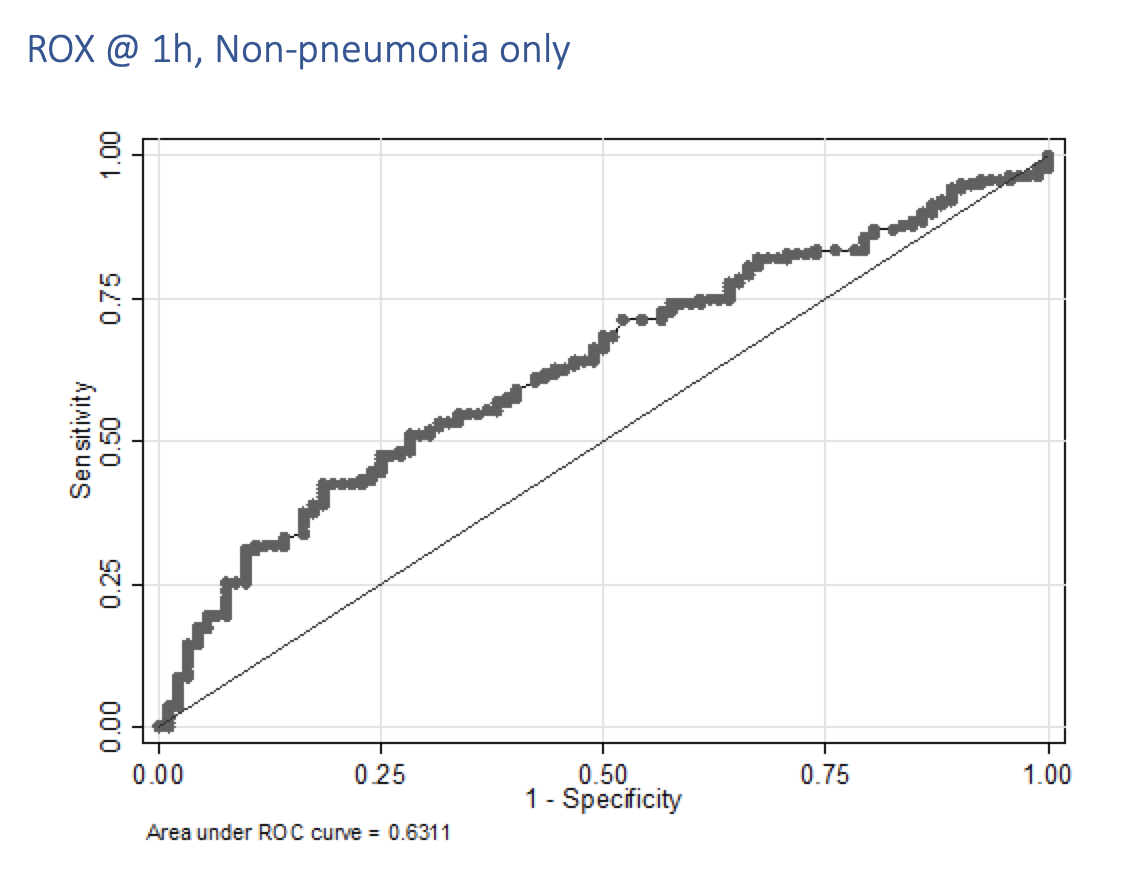 ROX @ 1h, Non-pneumonia only
1.00
0.75
0.50
0.25
0.00
Sensitivity
0.00 0.25 0.50 0.75 1.00
1 - Specificity
Area under ROC curve = 0.6311